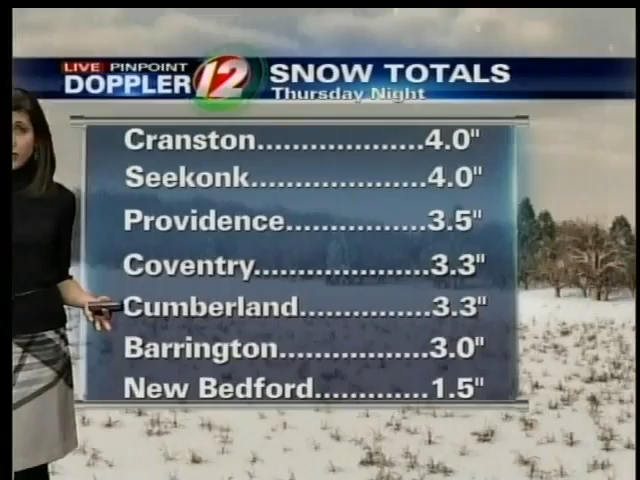 LIVE PINPOINT
DOPPLER 12
SNOW TOTALS
Thursday Night
Cranston..................4.0"
Seekonk...................4.0"
Providence...............3.5"
Coventry...................3.3"
Cumberland..............3.3"
Barrington................3.0"
New Bedford............1.5"